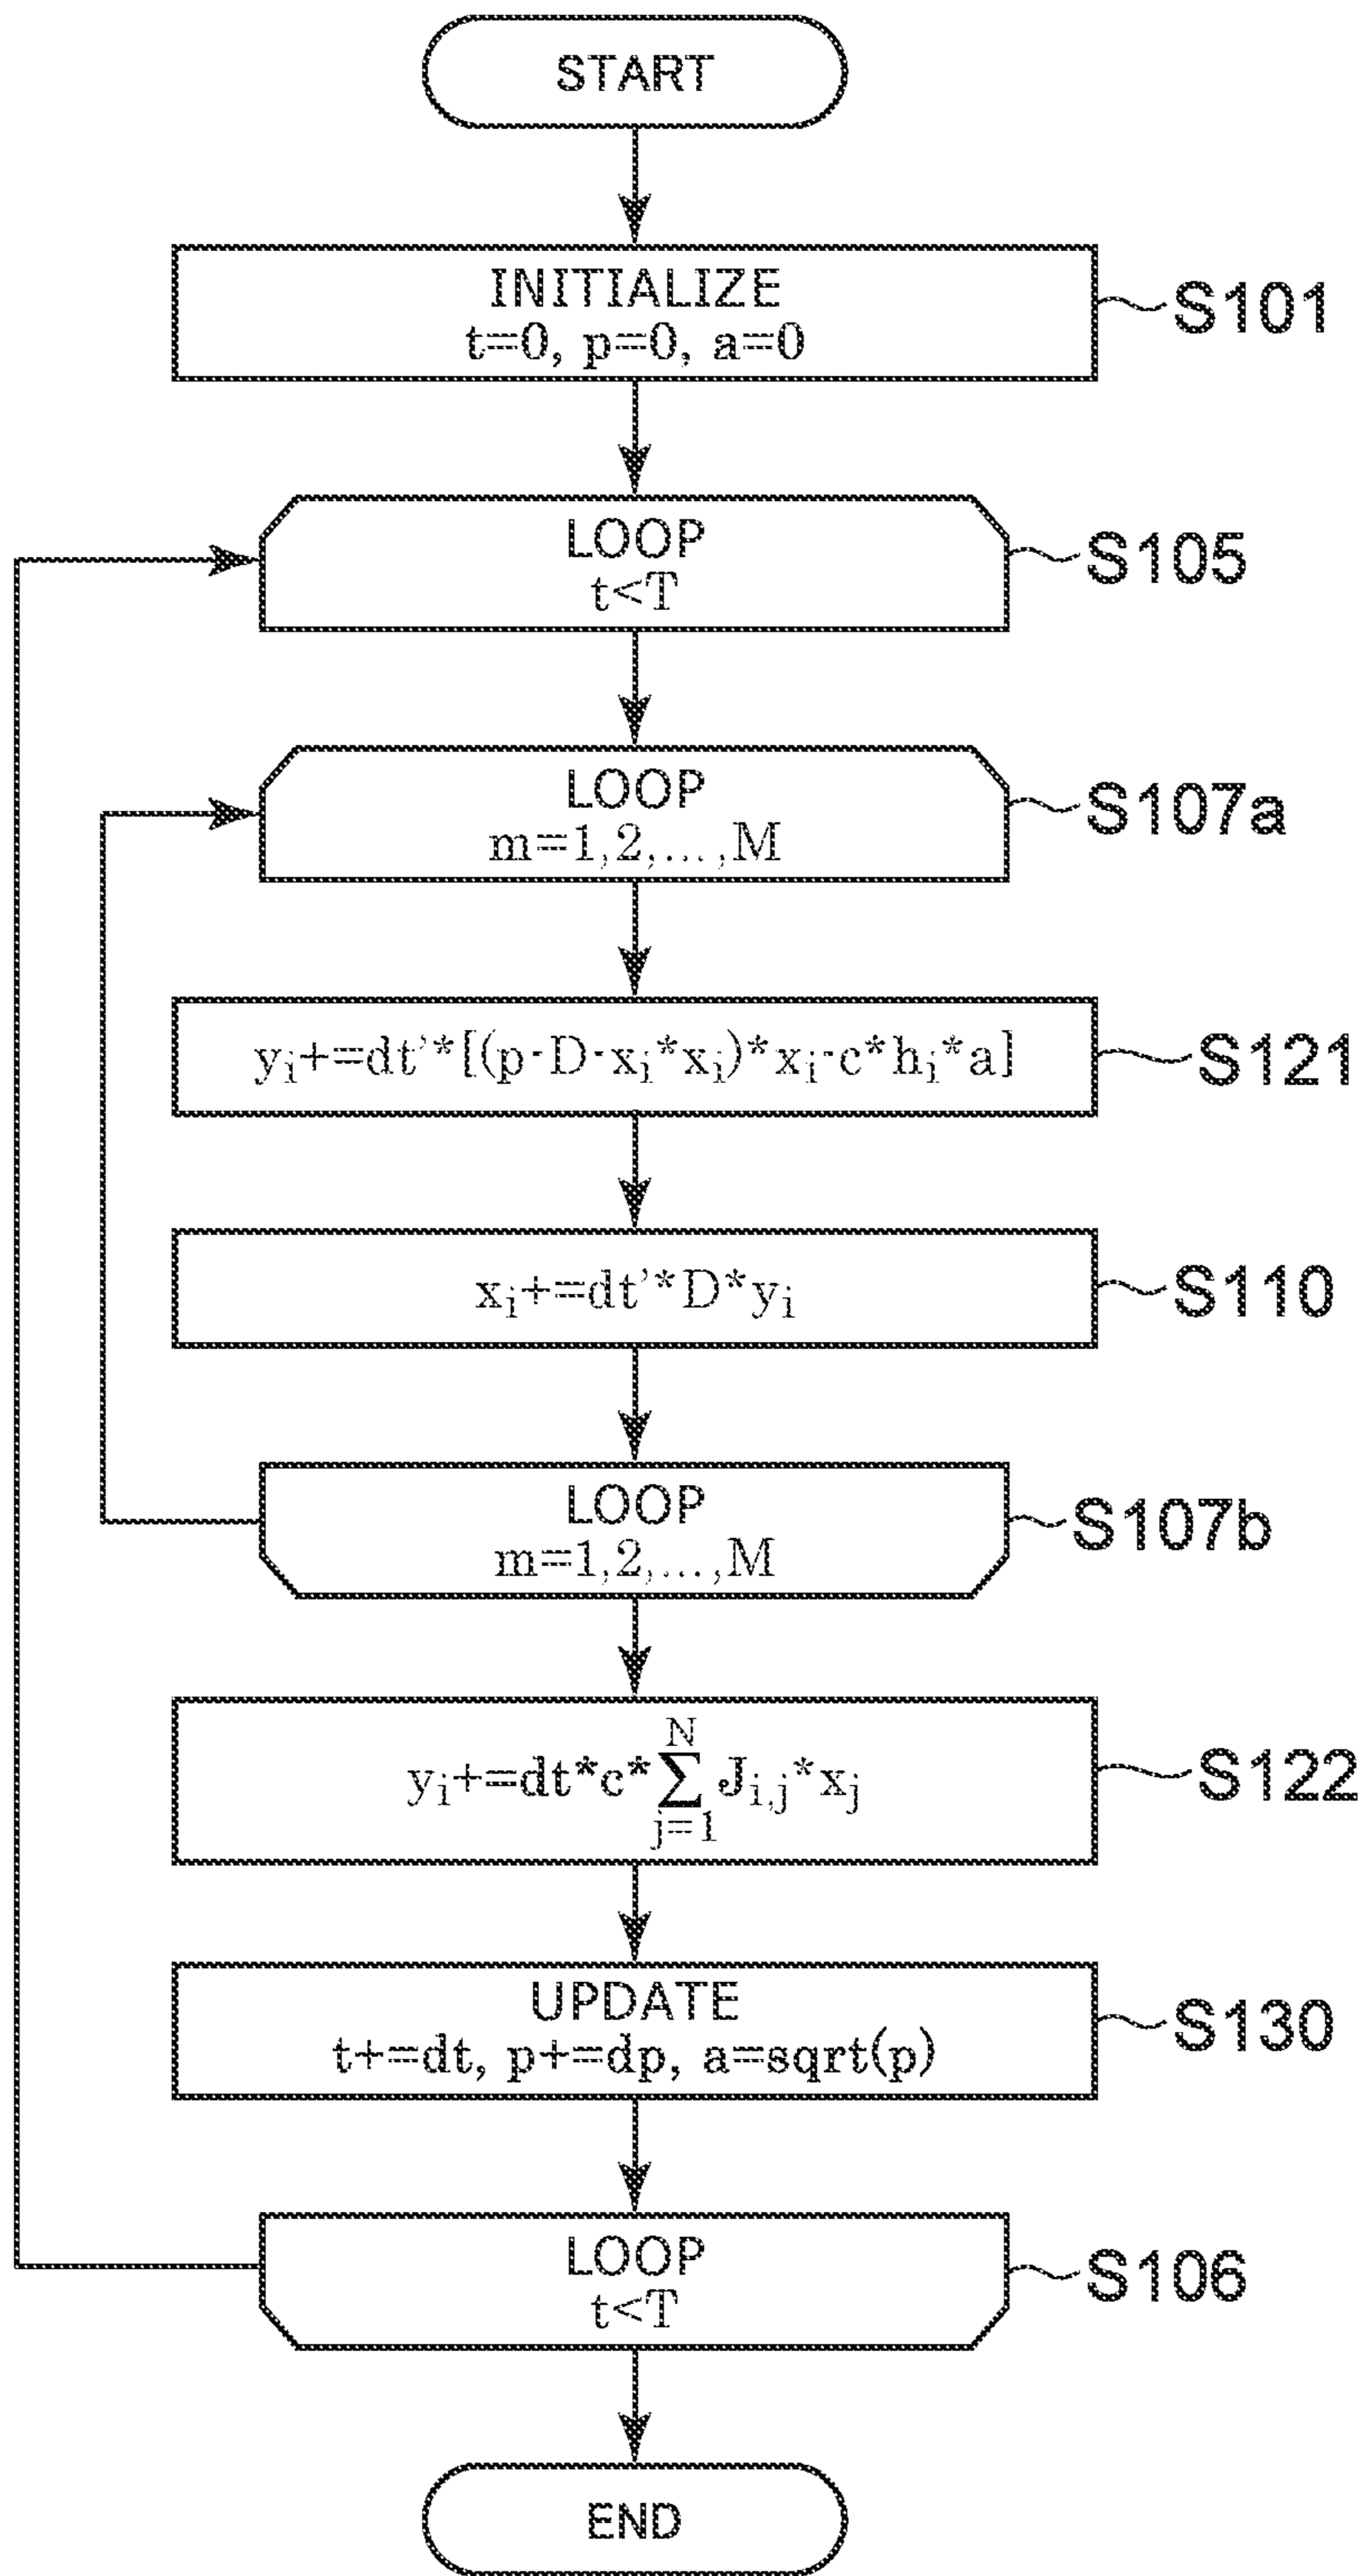 START
INITIALIZE
t=0, p=0, a=0
S101
LOOP
t<T
S105
LOOP
m=1,2,...,M
S107a
yᵢ+=dt'*[(p-D-xᵢ*xᵢ)*xᵢ-c*hᵢ*a]
S121
xᵢ+=dt'*D*yᵢ
S110
LOOP
m=1,2,...,M
S107b
N
yᵢ+=dt*c*∑Jᵢ,ⱼ*xⱼ
j=1
S122
UPDATE
t+=dt, p+=dp, a=sqrt(p)
S130
LOOP
t<T
S106
END